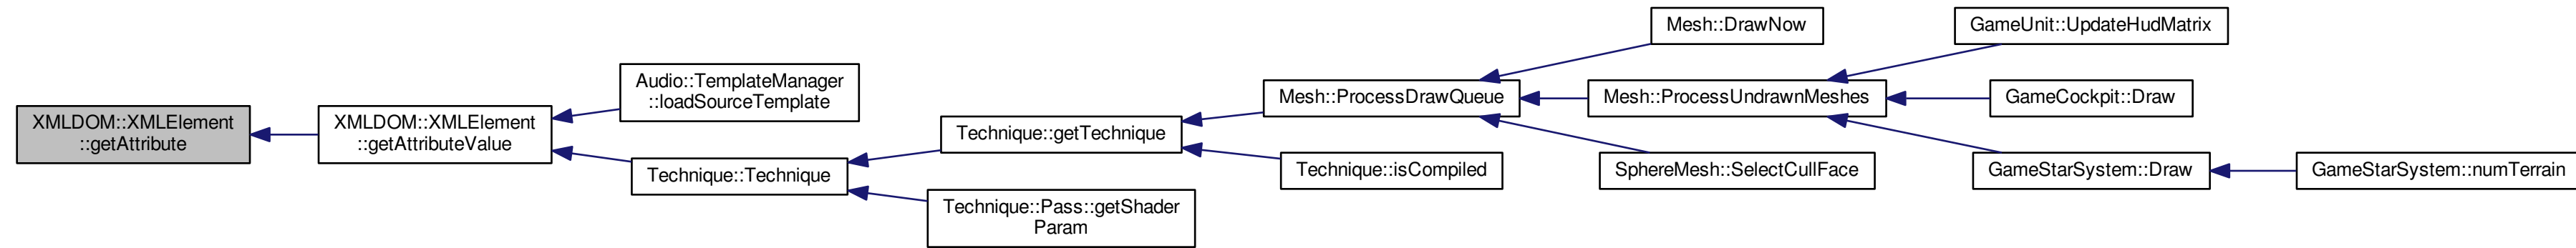 XMLDOM::XMLElement
::getAttribute
XMLDOM::XMLElement
::getAttributeValue
Audio::TemplateManager
::loadSourceTemplate
Technique::Technique
Technique::getTechnique
Technique::Pass::getShader
Param
Mesh::ProcessDrawQueue
Technique::isCompiled
Mesh::DrawNow
Mesh::ProcessUndrawnMeshes
SphereMesh::SelectCullFace
GameUnit::UpdateHudMatrix
GameCockpit::Draw
GameStarSystem::Draw
GameStarSystem::numTerrain